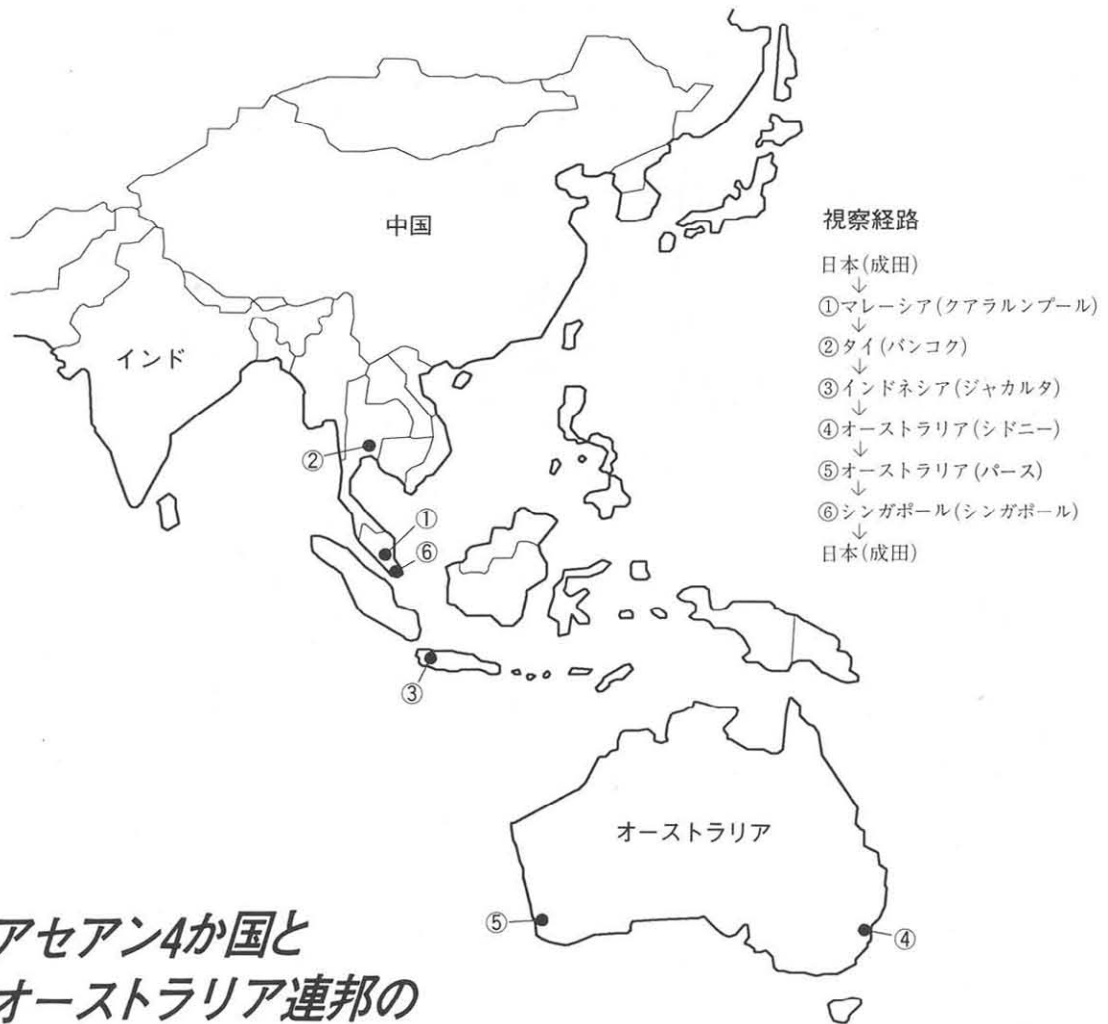 中国
インド
視察経路
日本(成田)
↓
①マレーシア(クアラルンプール)
↓
②タイ(バンコク)
↓
③インドネシア(ジャカルタ)
↓
④オーストラリア(シドニー)
↓
⑤オーストラリア(パース)
↓
⑥シンガポール(シンガポール)
↓
日本(成田)
②
①
⑥
③
オーストラリア
⑤
④
アセアン4か国と
オーストラリア連邦の